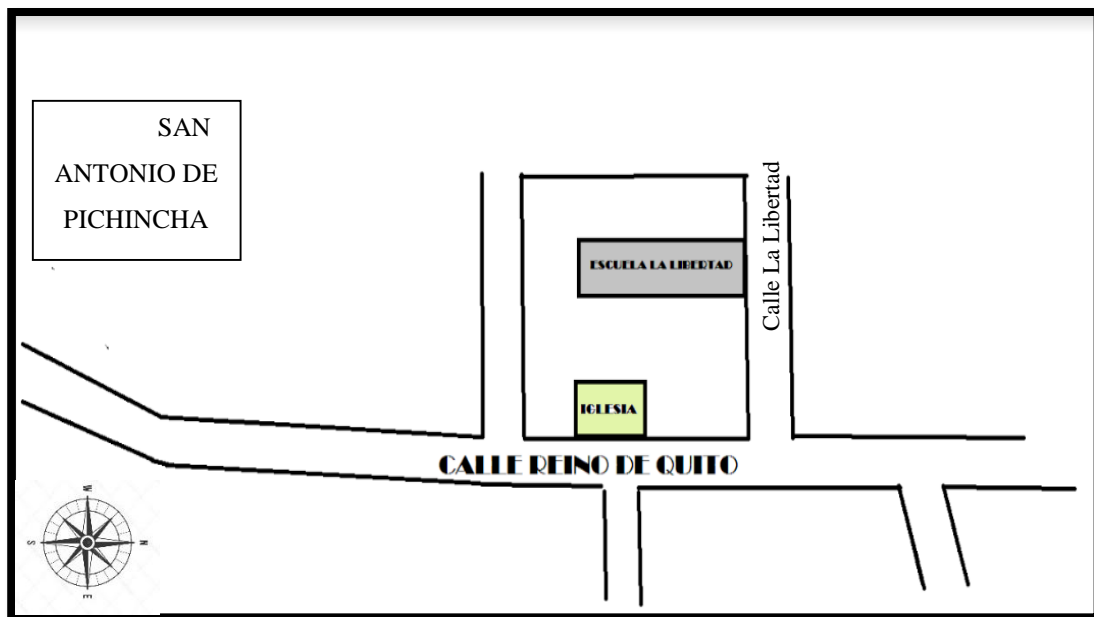 SAN
ANTONIO DE
PICHINCHA
Calle La Libertad
ESCUELA LA LIBERTAD
IGLESIA
CALLE REINO DE QUITO
W
S
N
E